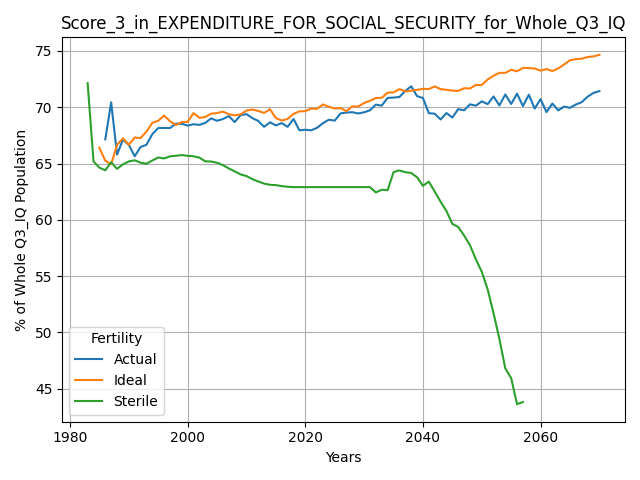 Score_3_in_EXPENDITURE_FOR_SOCIAL_SECURITY_for_Whole_Q3_IQ
% of Whole Q3_IQ Population
75
70
65
60
55
50
45
Fertility
Actual
Ideal
Sterile
1980
2000
2020
2040
2060
Years